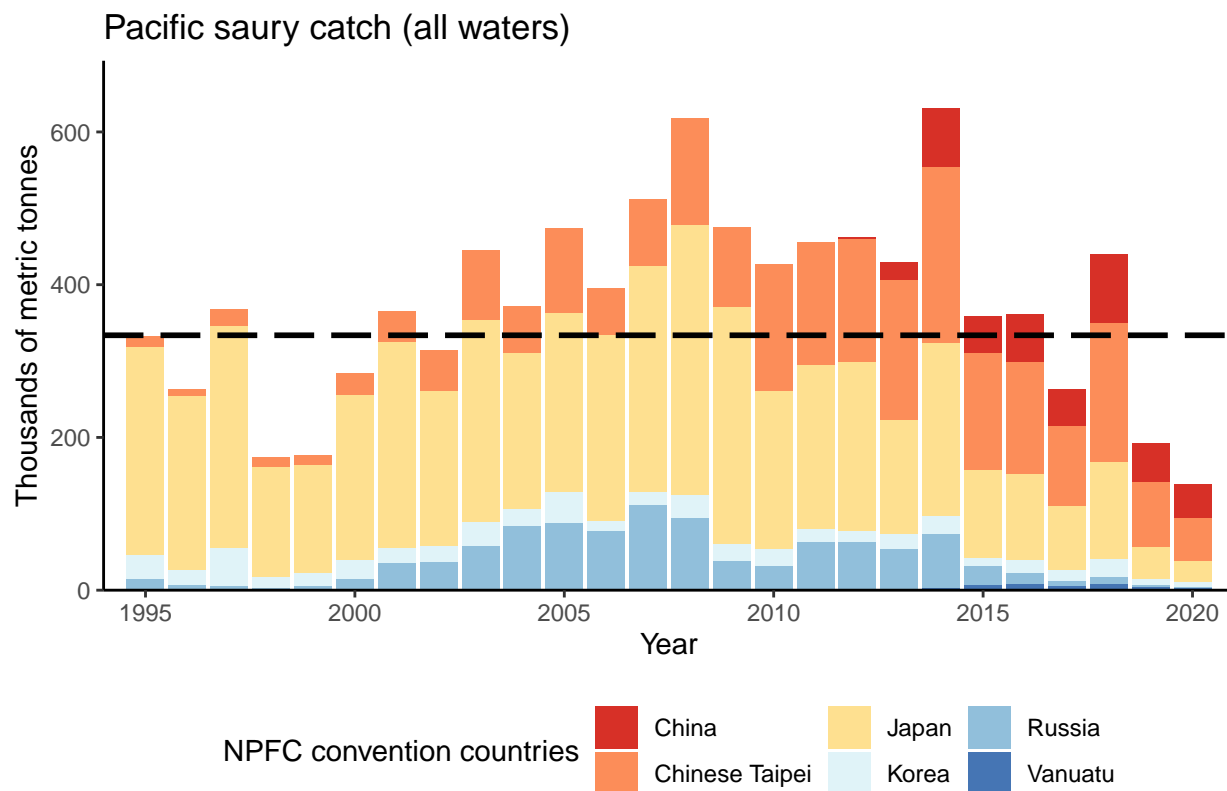 Pacific saury catch (all waters)
Thousands of metric tonnes
600
400
200
0
1995 2000 2005 2010 2015 2020
Year
NPFC convention countries
China Japan Russia
Chinese Taipei Korea Vanuatu